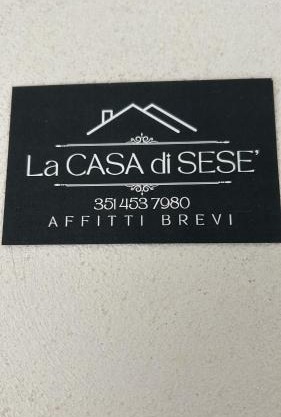 La CASA di SESE'
351 453 7980
AFFITTI BREVI